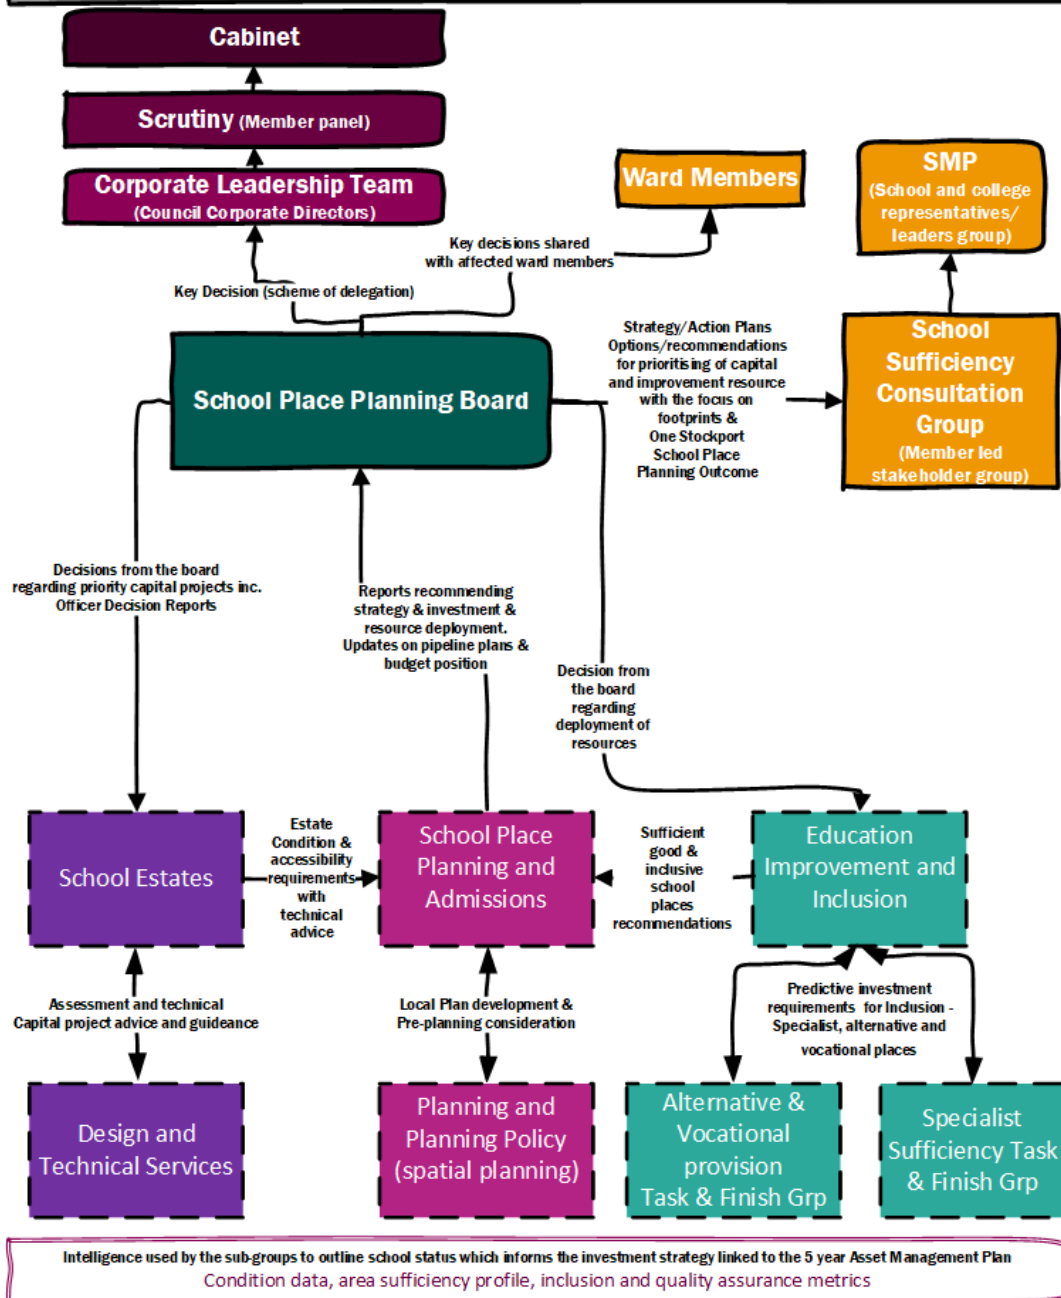 Cabinet
Scrutiny (Member panel)
Corporate Leadership Team
(Council Corporate Directors)
Ward Members
SMP
(School and college
representatives/
leaders group)
Key decisions shared
with affected ward members
Key Decision (scheme of delegation)
School Place Planning Board
Strategy/Action Plans
Options/recommendations
for prioritising of capital
and improvement resource
with the focus on
footprints &
One Stockport
School Place
Planning Outcome
School
Sufficiency
Consultation
Group
(Member led
stakeholder group)
Decisions from the board
regarding priority capital projects inc.
Officer Decision Reports
Reports recommending
strategy & investment &
resource deployment.
Updates on pipeline plans &
budget position
Decision from
the board
regarding
deployment of
resources
School Estates
Estate
Condition &
accessibility
requirements
with
technical
advice
School Place
Planning and
Admissions
Sufficient
good &
inclusive
school
places
recommendations
Education
Improvement and
Inclusion
Assessment and technical
Capital project advice and guideance
Local Plan development &
Pre-planning consideration
Predictive investment
requirements for Inclusion -
Specialist, alternative and
vocational places
Design and
Technical Services
Planning and
Planning Policy
(spatial planning)
Alternative &
Vocational
provision
Task & Finish Grp
Specialist
Sufficiency Task
& Finish Grp
Intelligence used by the sub-groups to outline school status which informs the investment strategy linked to the 5 year Asset Management Plan
Condition data, area sufficiency profile, inclusion and quality assurance metrics